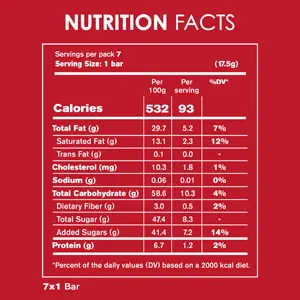 NUTRITION FACTS
Servings per pack 7
Serving Size: 1 bar (17.5g)
Per 100g Per serving %DV*
Calories 532 93
Total Fat (g) 29.7 5.2 7%
Saturated Fat (g) 13.1 2.3 12%
Trans Fat (g) 0.1 0.0 -
Cholesterol (mg) 10.3 1.8 1%
Sodium (g) 0.06 0.01 0%
Total Carbohydrate (g) 58.6 10.3 4%
Dietary Fiber (g) 3.0 0.5 2%
Total Sugar (g) 47.4 8.3 -
Added Sugars (g) 41.4 7.2 14%
Protein (g) 6.7 1.2 2%
*Percent of the daily values (DV) based on a 2000 kcal diet.
7x1 Bar